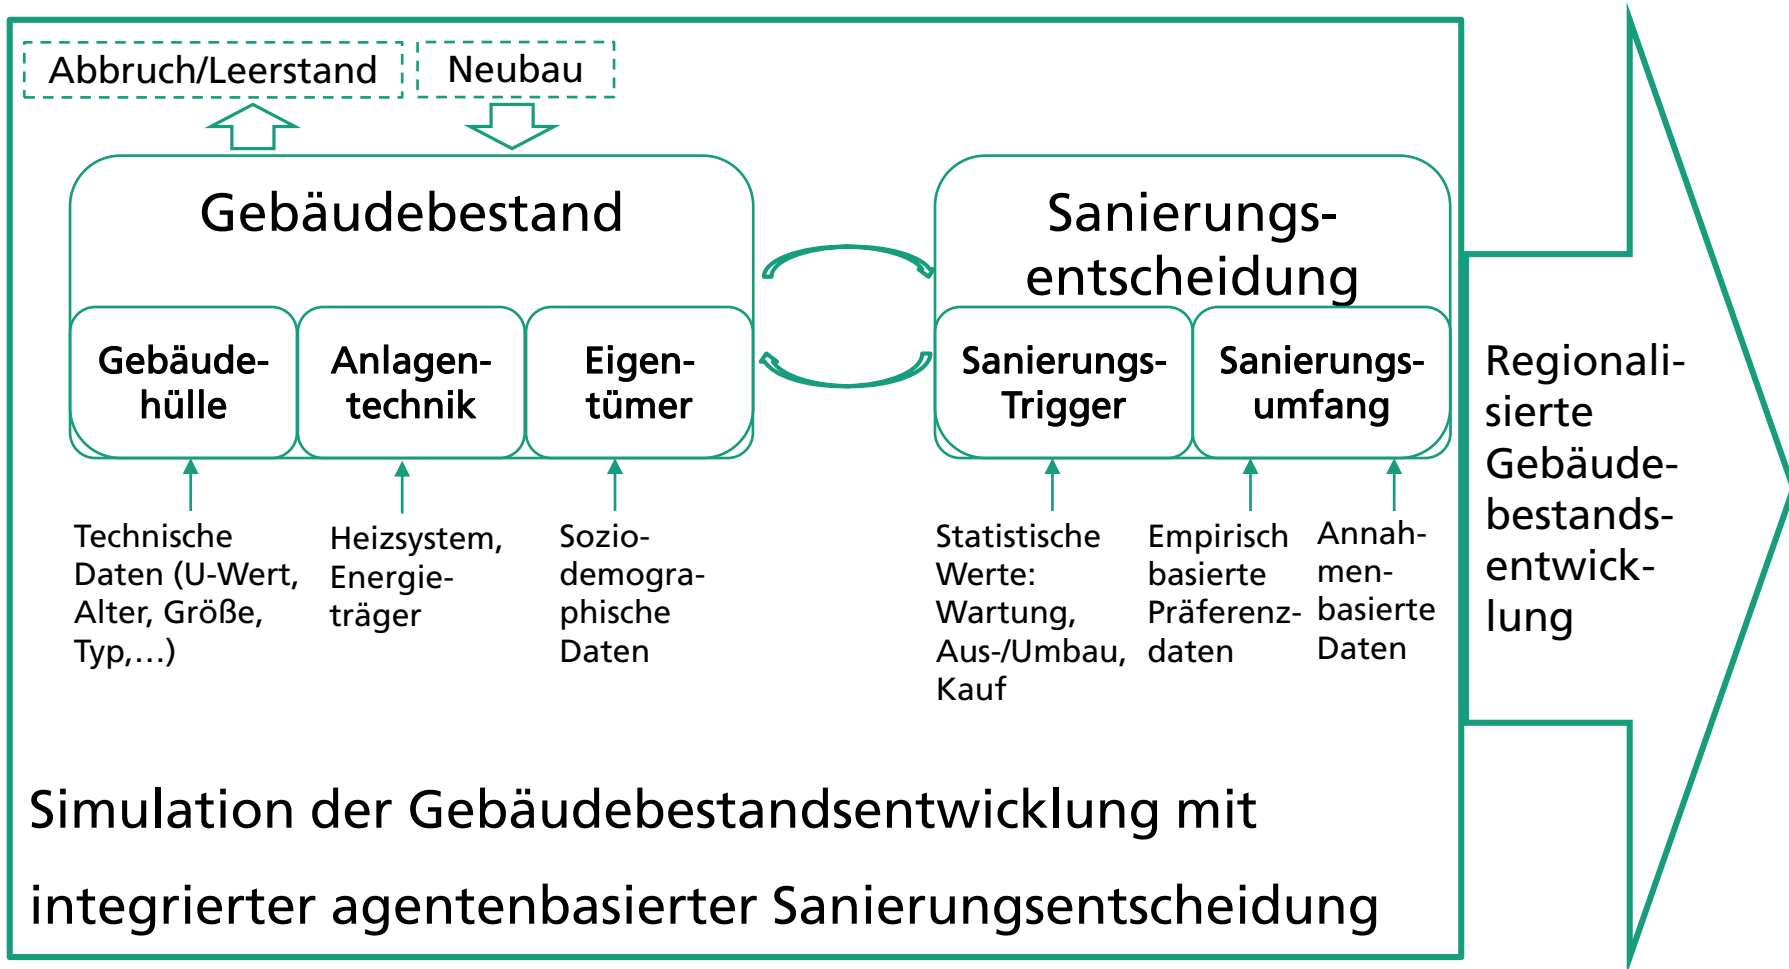 Abbruch/Leerstand
Neubau
Gebäudebestand
Gebäude-
hülle
Anlagen-
technik
Eigen-
tümer
Technische
Daten (U-Wert,
Alter, Größe,
Typ,…)
Heizsystem,
Energie-
träger
Sozio-
demogra-
phische
Daten
Sanierungs-
entscheidung
Sanierungs-
Trigger
Sanierungs-
umfang
Statistische
Werte:
Wartung,
Aus-/Umbau,
Kauf
Empirisch
basierte
Präferenz-
daten
Annah-
men-
basierte
Daten
Simulation der Gebäudebestandsentwicklung mit
integrierter agentenbasierter Sanierungsentscheidung
Regionali-
sierte
Gebäude-
bestands-
entwick-
lung